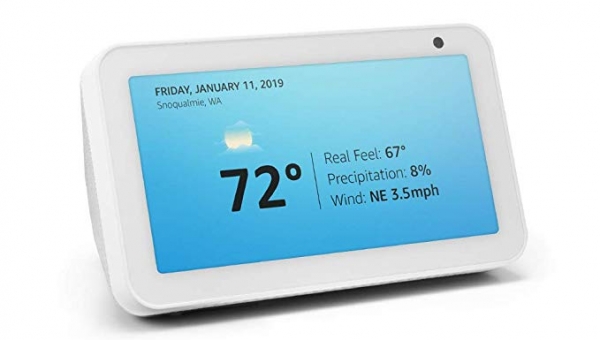 FRIDAY, JANUARY 11, 2019
Snoqualmie, WA
72°
Real Feel: 67°
Precipitation: 8%
Wind: NE 3.5mph